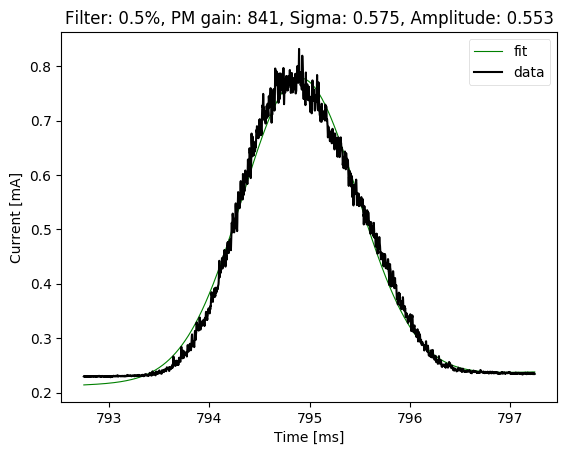 Filter: 0.5%, PM gain: 841, Sigma: 0.575, Amplitude: 0.553
fit
data
Current [mA]
0.8
0.7
0.6
0.5
0.4
0.3
0.2
793 794 795 796 797
Time [ms]